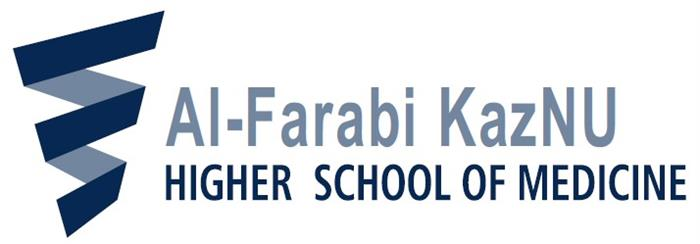 Al-Farabi KazNU
HIGHER SCHOOL OF MEDICINE